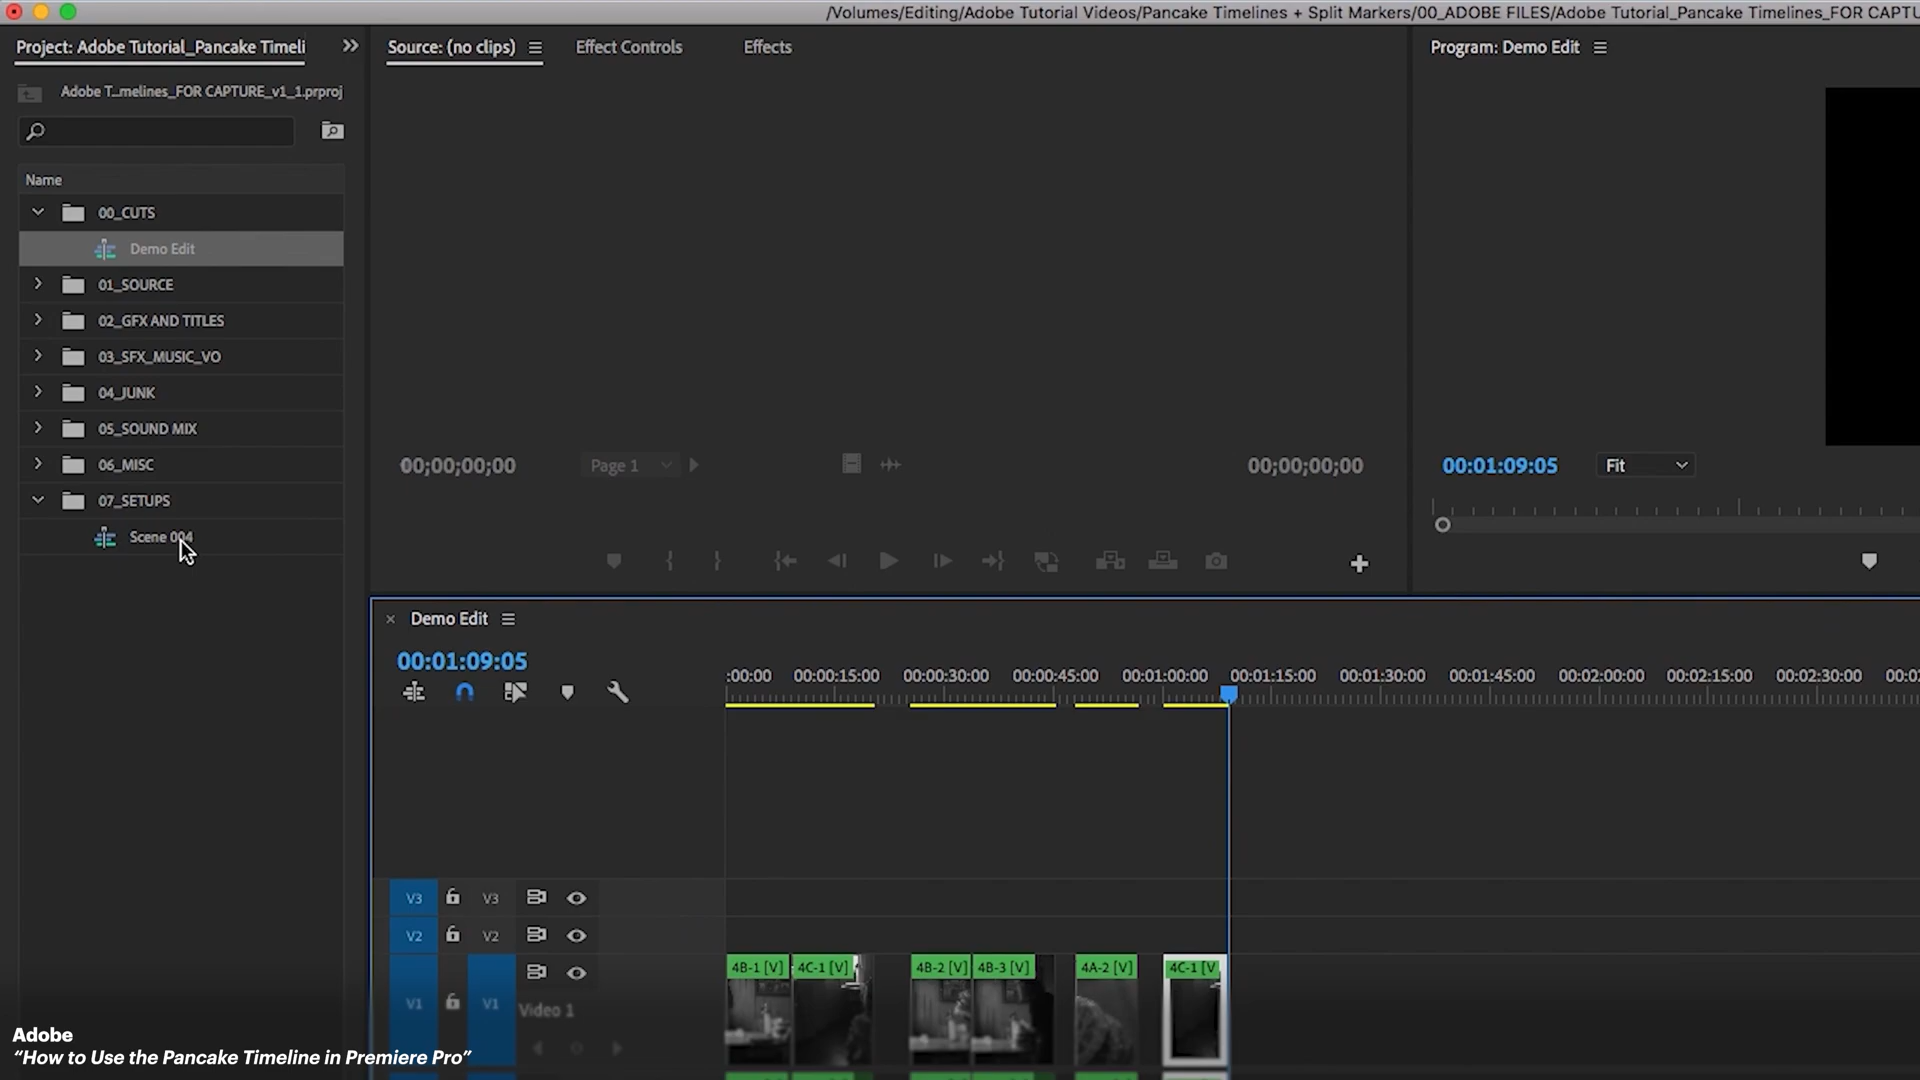 /Volumes/Editing/Adobe Tutorial Videos/Pancake Timelines + Split Markers/00_ADOBE FILES/Adobe Tutorial_Pancake Timelines_FOR CAPTU
Project: Adobe Tutorial_Pancake Timeli
Source: (no clips)
Effect Controls
Effects
Program: Demo Edit
Adobe T...melines_FOR CAPTURE_v1_1.prproj
Name
00_CUTS
Demo Edit
01_SOURCE
02_GFX AND TITLES
03_SFX_MUSIC_VO
04_JUNK
05_SOUND MIX
06_MISC
07_SETUPS
Scene 004
00;00;00;00
Page 1
00;00;00;00
00:01:09:05
Fit
Demo Edit
00:01:09:05
:00:00 00:00:15:00 00:00:30:00 00:00:45:00 00:01:00:00 00:01:15:00 00:01:30:00 00:01:45:00 00:02:00:00 00:02:15:00 00:02:30:00 00:0
V3 V3
V2 V2
4B-1 [V] 4C-1 [V] 4B-2 [V] 4B-3 [V] 4A-2 [V] 4C-1 [V
V1 V1
Video 1
Adobe
“How to Use the Pancake Timeline in Premiere Pro”